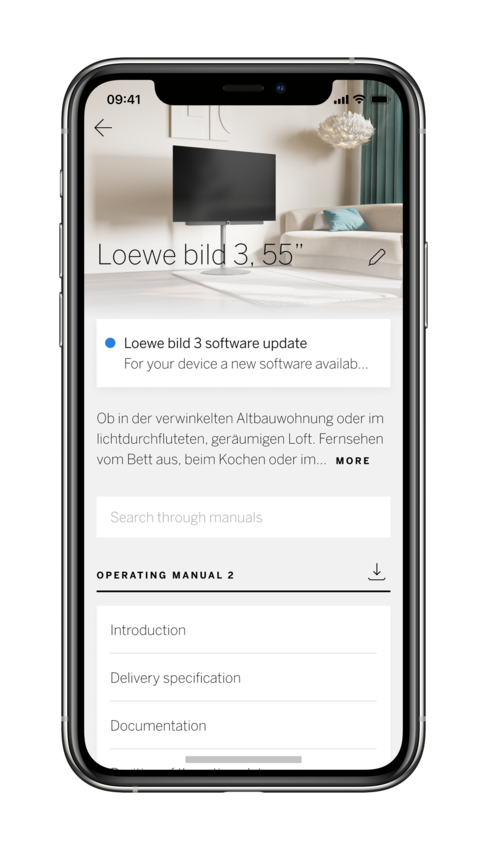 09:41
Loewe bild 3, 55”
Loewe bild 3 software update
For your device a new software availab...
Ob in der verwinkelten Altbauwohnung oder im
lichtdurchfluteten, geräumigen Loft. Fernsehen
vom Bett aus, beim Kochen oder im... MORE
Search through manuals
OPERATING MANUAL 2
Introduction
Delivery specification
Documentation